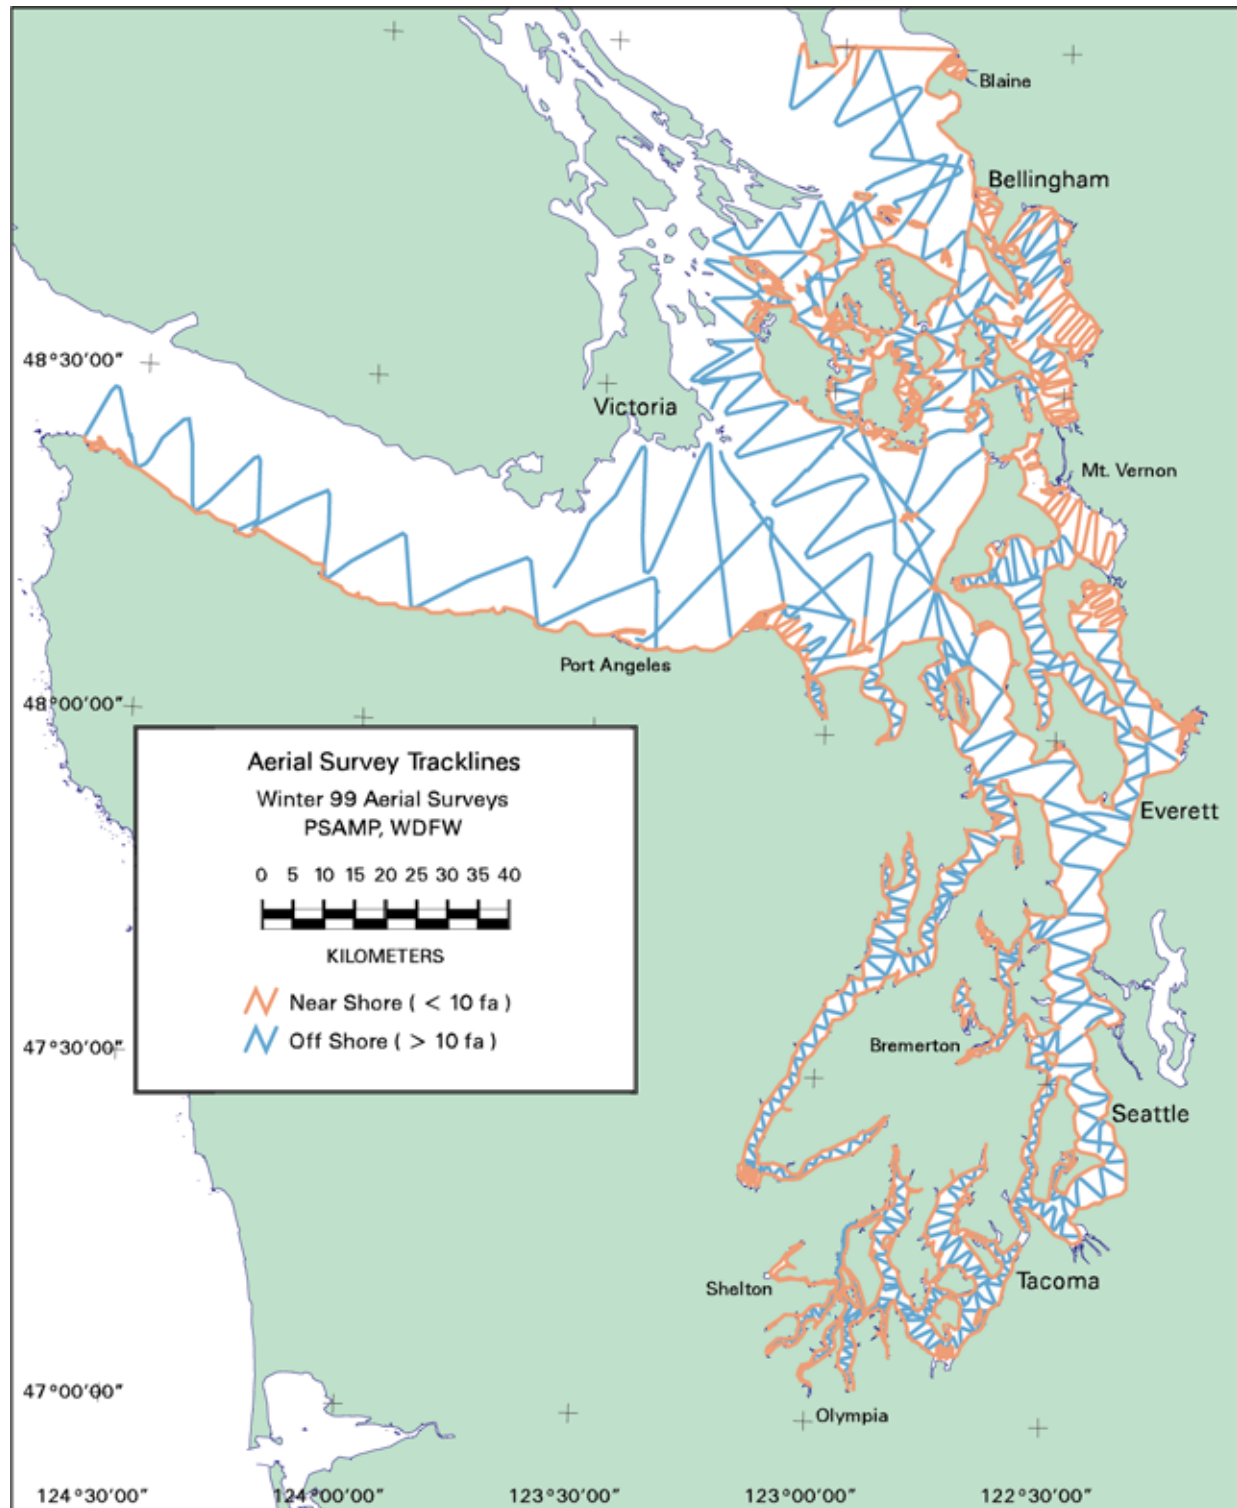 Blaine
Bellingham
48°30'00"
Victoria
Mt. Vernon
Port Angeles
48°00'00"
Aerial Survey Tracklines
Winter 99 Aerial Surveys
PSAMP, WDFW
Everett
0 5 10 15 20 25 30 35 40
KILOMETERS
Near Shore ( < 10 fa )
Off Shore ( > 10 fa )
47°30'00"
Bremerton
Seattle
Shelton
Tacoma
47°00'00"
Olympia
124°30'00" 124°00'00" 123°30'00" 123°00'00" 122°30'00"